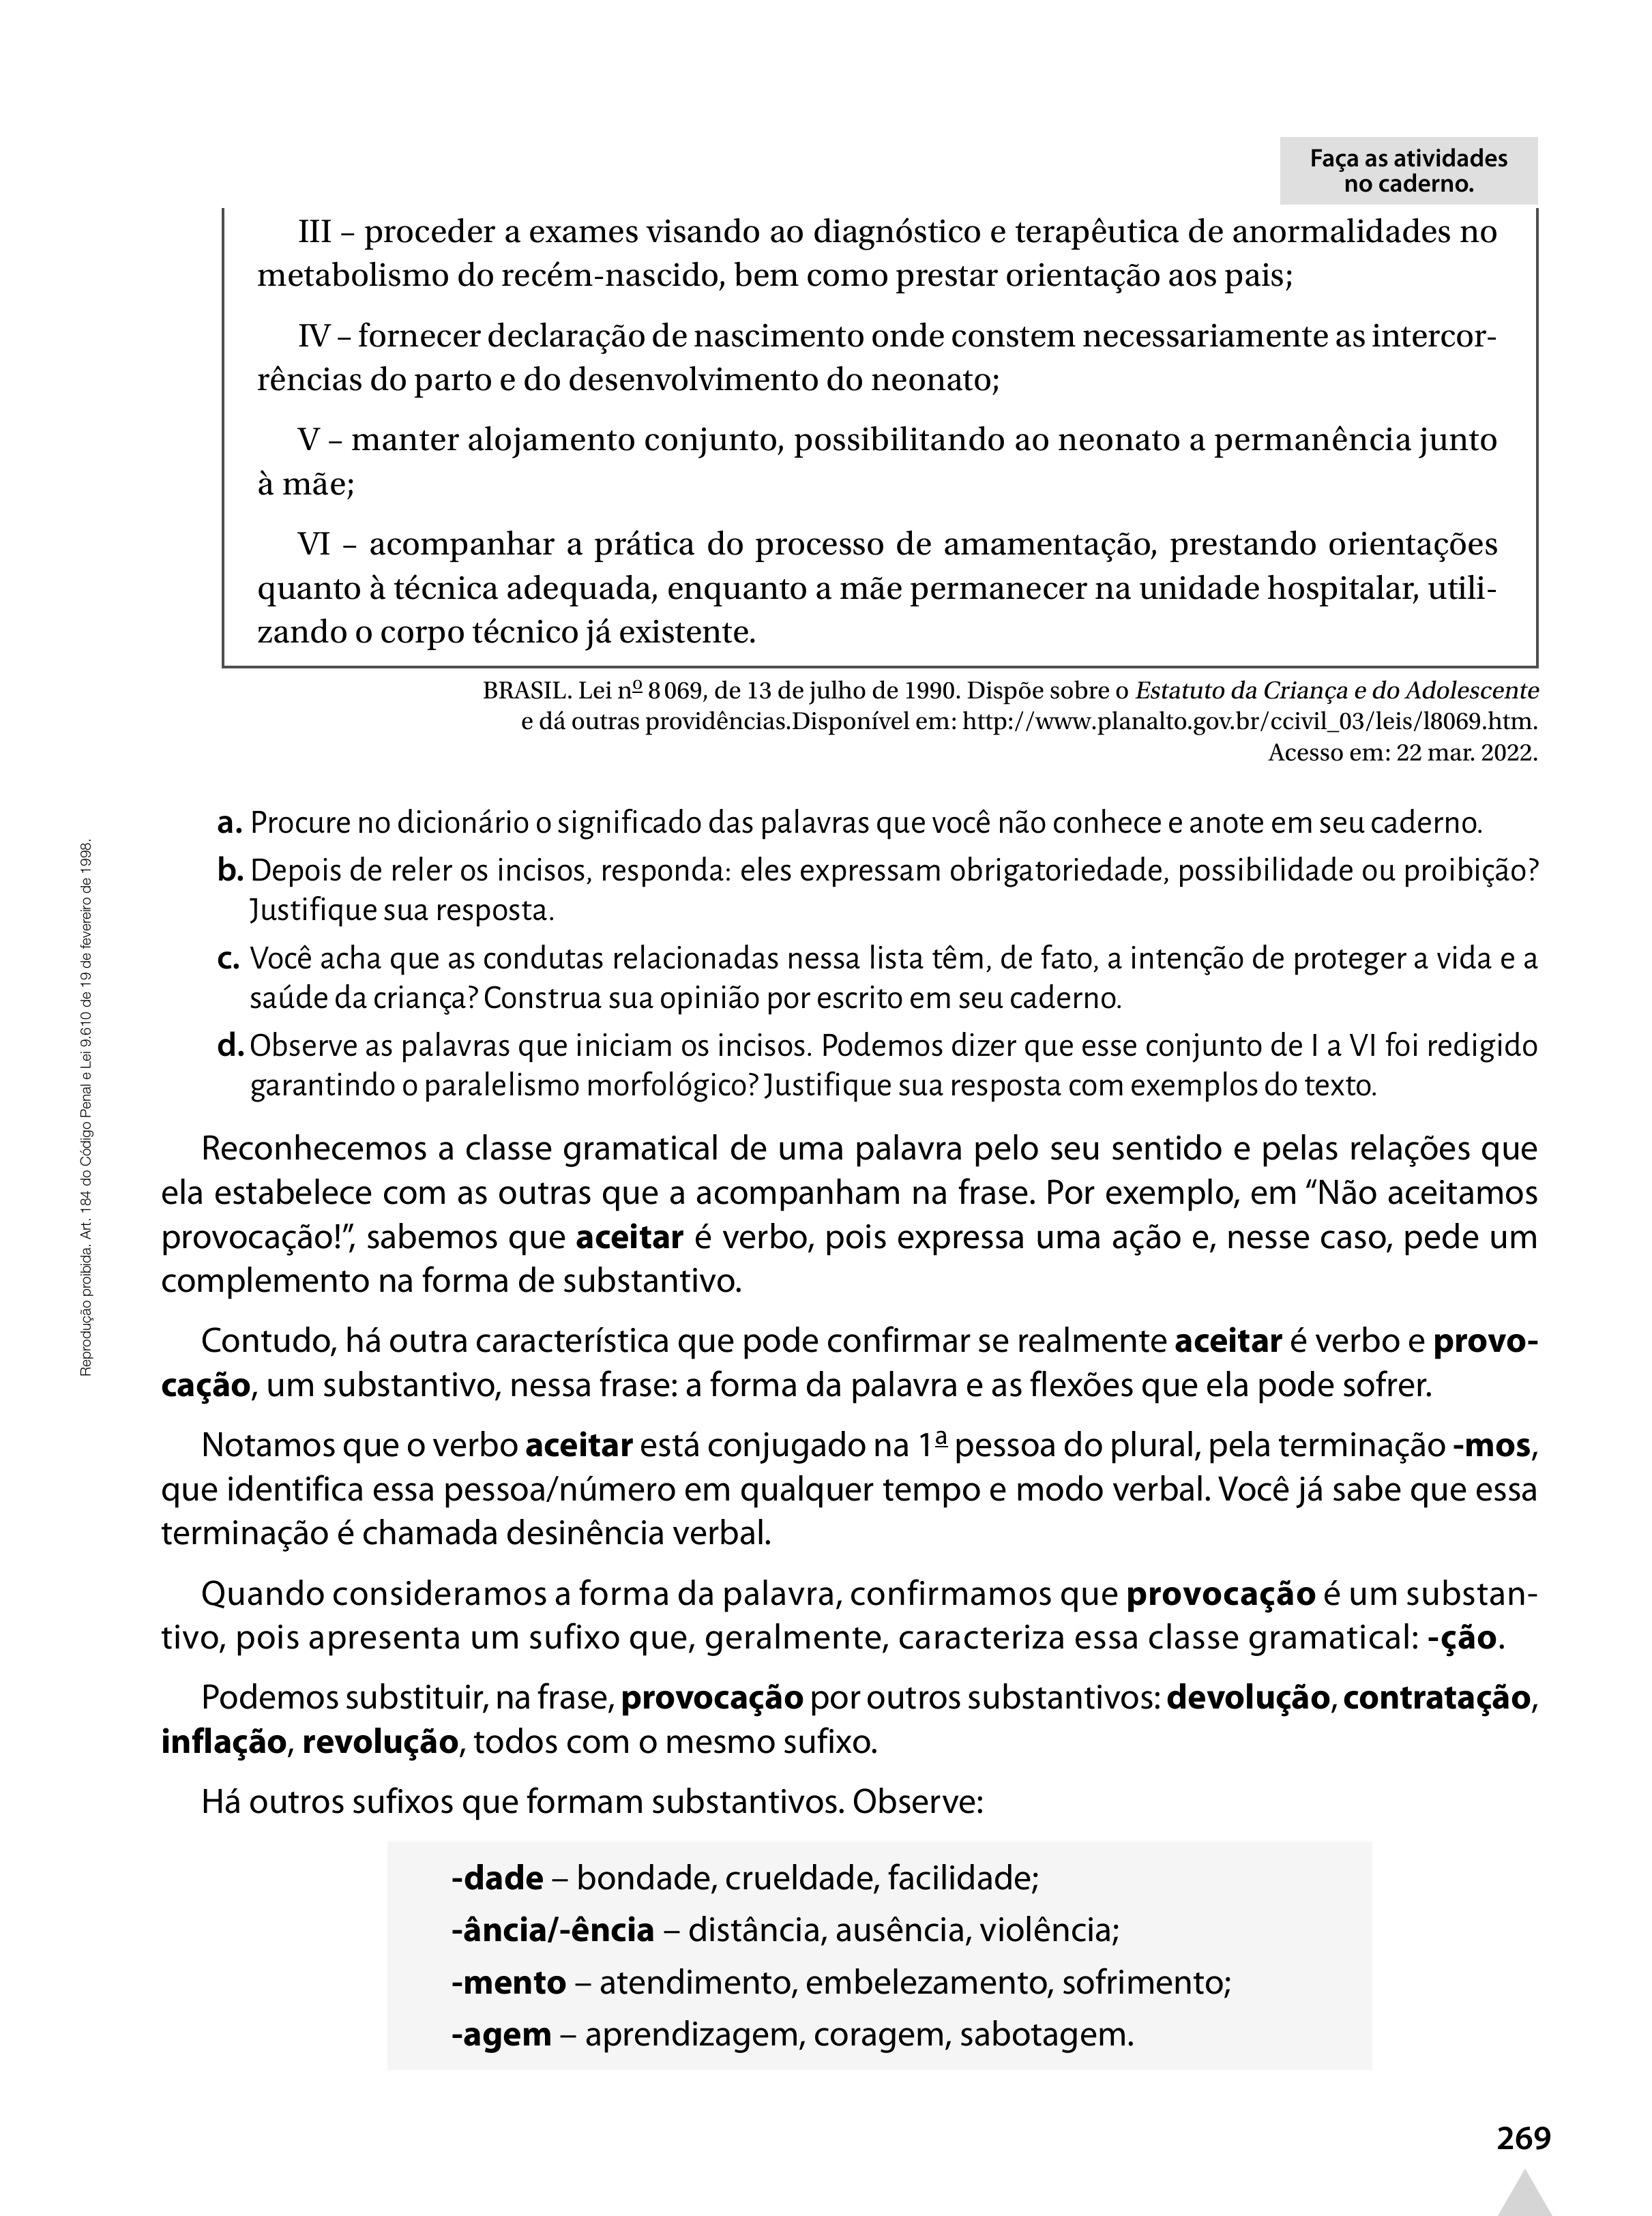 Faça as atividades
no caderno.
III – proceder a exames visando ao diagnóstico e terapêutica de anormalidades no
metabolismo do recém-nascido, bem como prestar orientação aos pais;
IV – fornecer declaração de nascimento onde constem necessariamente as intercor-
rências do parto e do desenvolvimento do neonato;
V – manter alojamento conjunto, possibilitando ao neonato a permanência junto
à mãe;
VI – acompanhar a prática do processo de amamentação, prestando orientações
quanto à técnica adequada, enquanto a mãe permanecer na unidade hospitalar, utili-
zando o corpo técnico já existente.
BRASIL. Lei nº 8 069, de 13 de julho de 1990. Dispõe sobre o Estatuto da Criança e do Adolescente
e dá outras providências.Disponível em: http://www.planalto.gov.br/ccivil_03/leis/l8069.htm.
Acesso em: 22 mar. 2022.
a. Procure no dicionário o significado das palavras que você não conhece e anote em seu caderno.
b. Depois de reler os incisos, responda: eles expressam obrigatoriedade, possibilidade ou proibição?
Justifique sua resposta.
c. Você acha que as condutas relacionadas nessa lista têm, de fato, a intenção de proteger a vida e a
saúde da criança? Construa sua opinião por escrito em seu caderno.
d. Observe as palavras que iniciam os incisos. Podemos dizer que esse conjunto de I a VI foi redigido
garantindo o paralelismo morfológico? Justifique sua resposta com exemplos do texto.
Reconhecemos a classe gramatical de uma palavra pelo seu sentido e pelas relações que
ela estabelece com as outras que a acompanham na frase. Por exemplo, em “Não aceitamos
provocação!”, sabemos que aceitar é verbo, pois expressa uma ação e, nesse caso, pede um
complemento na forma de substantivo.
Contudo, há outra característica que pode confirmar se realmente aceitar é verbo e provo-
cação, um substantivo, nessa frase: a forma da palavra e as flexões que ela pode sofrer.
Notamos que o verbo aceitar está conjugado na 1ª pessoa do plural, pela terminação -mos,
que identifica essa pessoa/número em qualquer tempo e modo verbal. Você já sabe que essa
terminação é chamada desinência verbal.
Quando consideramos a forma da palavra, confirmamos que provocação é um substan-
tivo, pois apresenta um sufixo que, geralmente, caracteriza essa classe gramatical: -ção.
Podemos substituir, na frase, provocação por outros substantivos: devolução, contratação,
inflação, revolução, todos com o mesmo sufixo.
Há outros sufixos que formam substantivos. Observe:
-dade – bondade, crueldade, facilidade;
-ância/-ência – distância, ausência, violência;
-mento – atendimento, embelezamento, sofrimento;
-agem – aprendizagem, coragem, sabotagem.
Reprodução proibida. Art. 184 do Código Penal e Lei 9.610 de 19 de fevereiro de 1998.
269